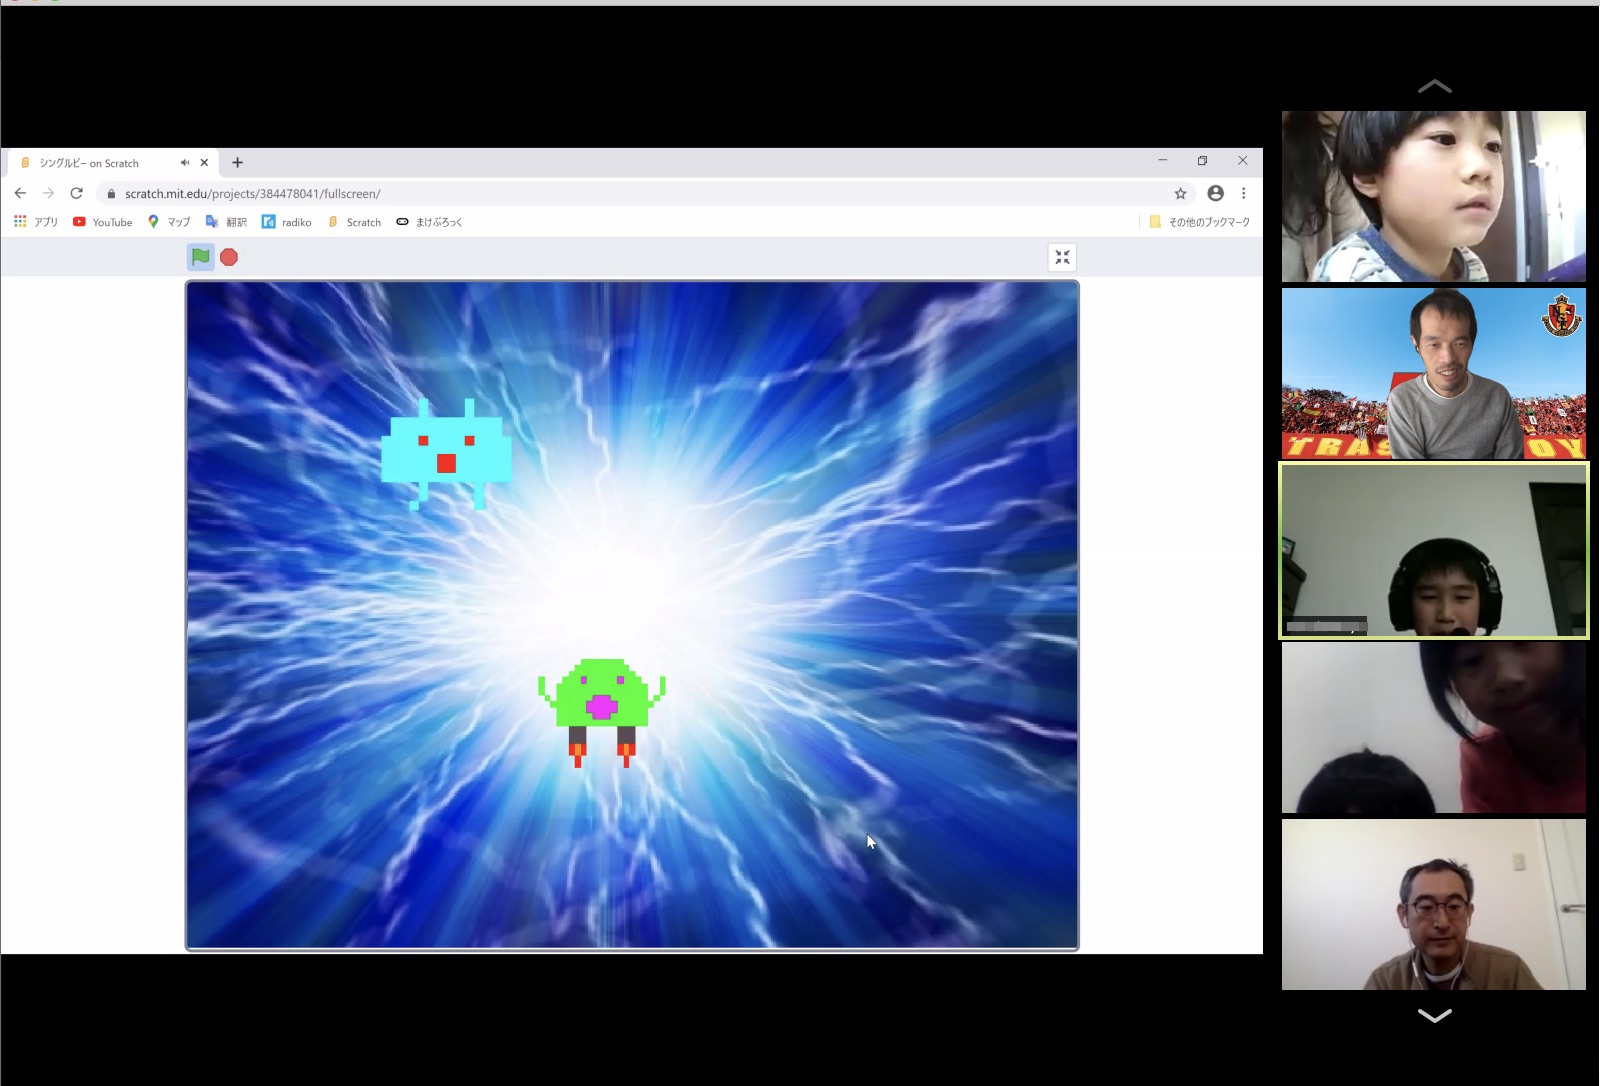 シングルビー on Scratch
scratch.mit.edu/projects/384478041/fullscreen/
アプリ YouTube マップ 翻訳 radiko Scratch まけぶろっく その他のブックマーク
TRAS OY